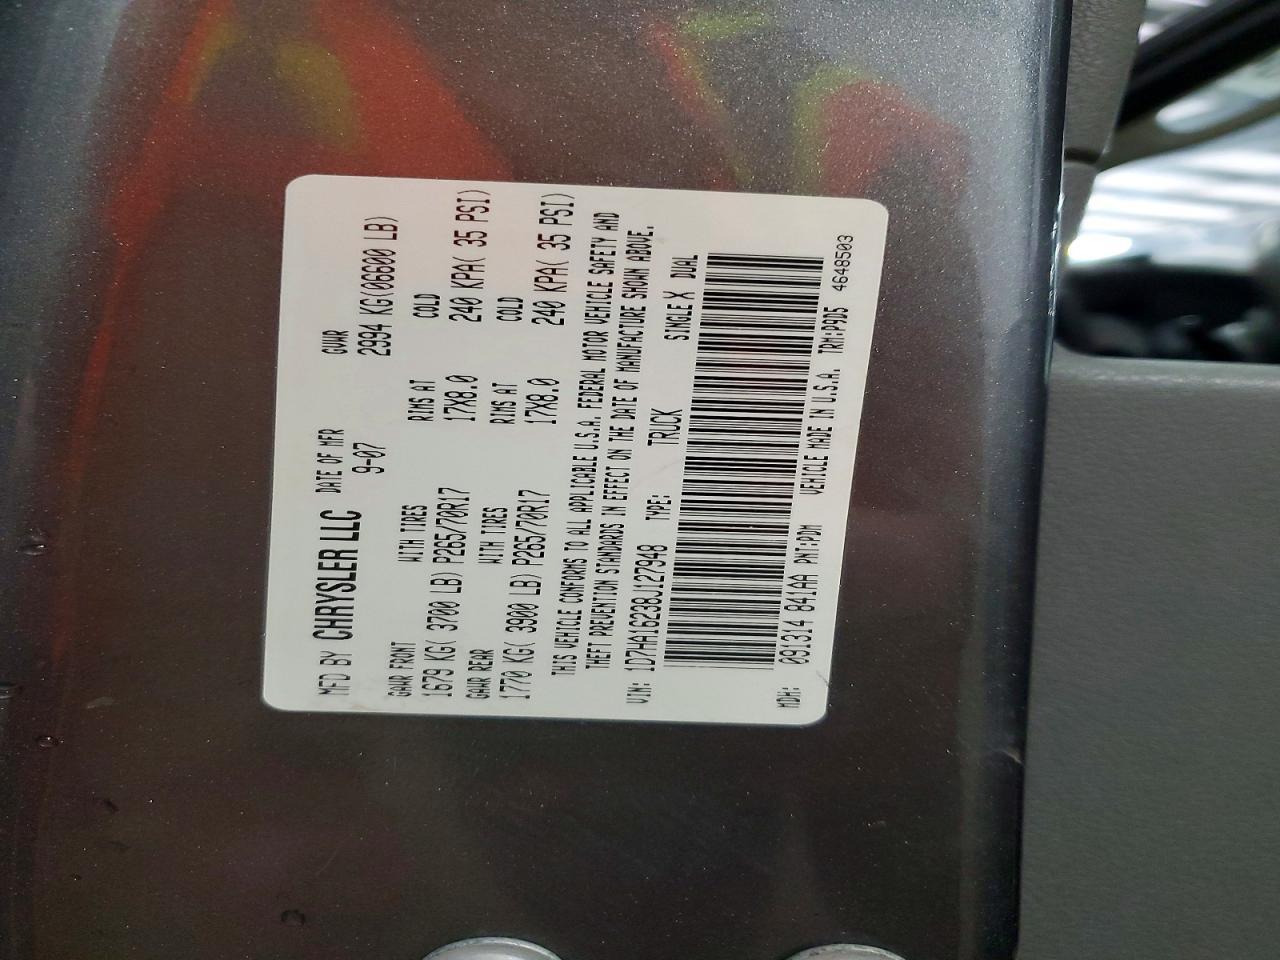 MFD BY CHRYSLER LLC DATE OF MFR GVWR
9-07 2994 KG(06600 LB)
GAWR FRONT WITH TIRES RIMS AT COLD
1679 KG( 3700 LB) P265/70R17 17X8.0 240 KPA( 35 PSI)
GAWR REAR WITH TIRES RIMS AT COLD
1770 KG( 3900 LB) P265/70R17 17X8.0 240 KPA( 35 PSI)
THIS VEHICLE CONFORMS TO ALL APPLICABLE U.S.A. FEDERAL MOTOR VEHICLE SAFETY AND
THEFT PREVENTION STANDARDS IN EFFECT ON THE DATE OF MANUFACTURE SHOWN ABOVE.
VIN: 1D7HA16238J127948 TYPE: TRUCK SINGLE X DUAL
MDH: 091314 841AA PNT:PDM VEHICLE MADE IN U.S.A. TRM:P9D5 4648503